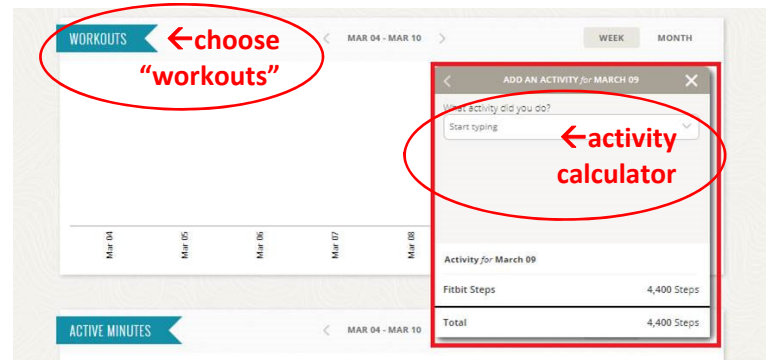 WORKOUTS
←choose
“workouts”
< MAR 04 - MAR 10 >
WEEK MONTH
ADD AN ACTIVITY for MARCH 09
What activity did you do?
Start typing
←activity
calculator
Mar 04
Mar 05
Mar 06
Mar 07
Mar 08
Activity for March 09
Fitbit Steps 4,400 Steps
Total 4,400 Steps
ACTIVE MINUTES
< MAR 04 - MAR 10